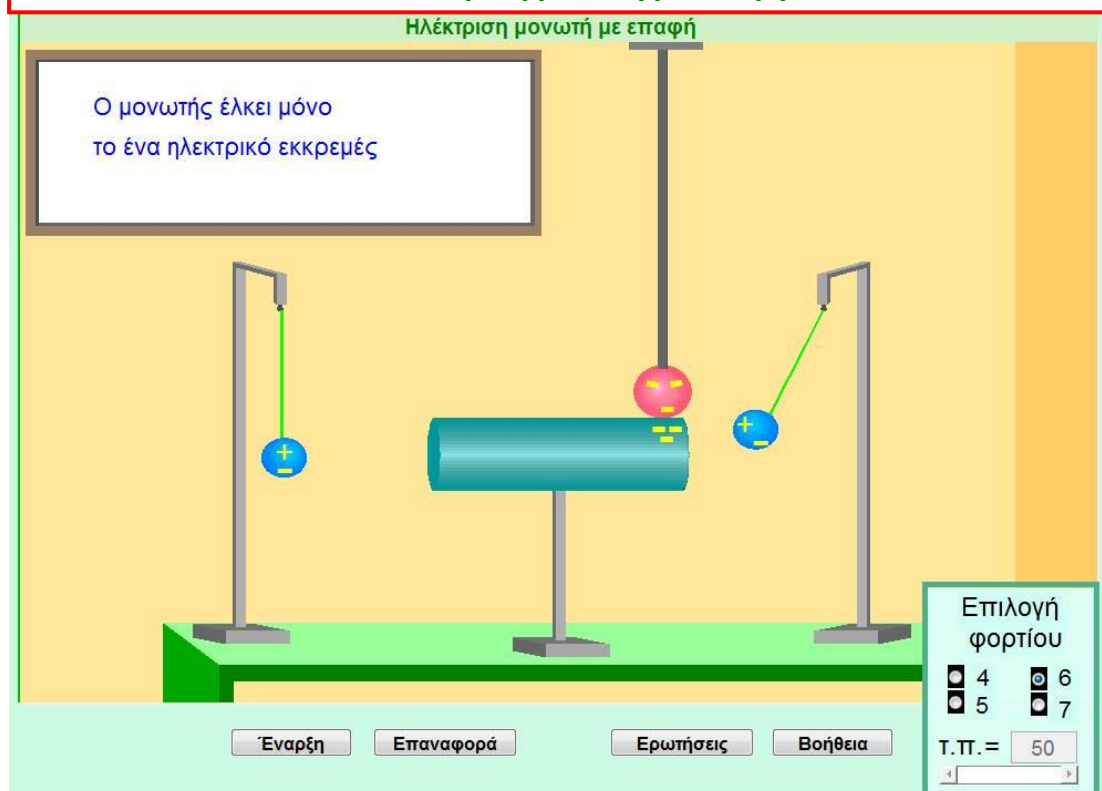 Ηλέκτριση μονωτή με επαφή
Ο μονωτής έλκει μόνο
το ένα ηλεκτρικό εκκρεμές
+
-
+
-
Επιλογή
φορτίου
4 6
5 7
Έναρξη Επαναφορά Ερωτήσεις Βοήθεια
τ.π.= 50